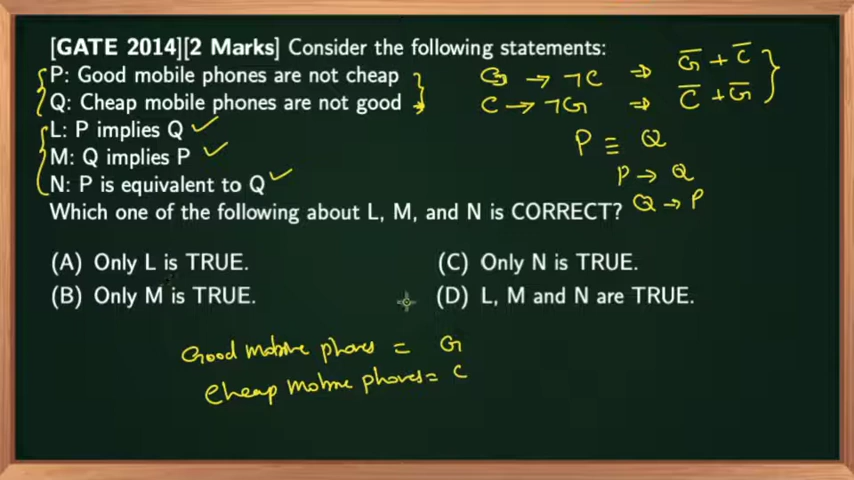 [GATE 2014][2 Marks] Consider the following statements:
P: Good mobile phones are not cheap
Q: Cheap mobile phones are not good
L: P implies Q ✓
M: Q implies P ✓
N: P is equivalent to Q ✓
Which one of the following about L, M, and N is CORRECT?
(A) Only L is TRUE.
(B) Only M is TRUE.
(C) Only N is TRUE.
(D) L, M and N are TRUE.
G → ¬C ⇒ G̅ + C̅
C → ¬G ⇒ C̅ + G̅
P ≡ Q
P → Q
Q → P
Good mobile phones = G
Cheap mobile phones = C